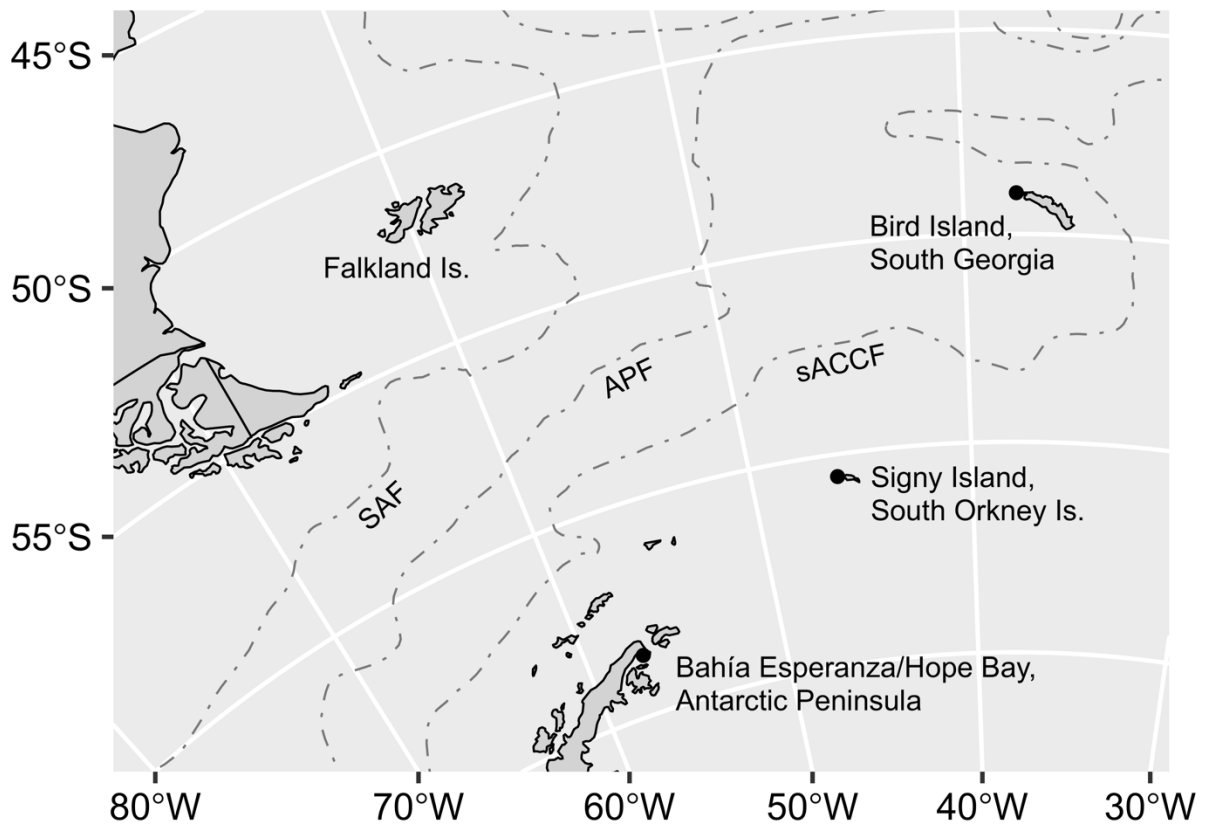 45°S
50°S
55°S
Falkland Is.
Bird Island,
South Georgia
APF
sACCF
SAF
Signy Island,
South Orkney Is.
Bahía Esperanza/Hope Bay,
Antarctic Peninsula
80°W
70°W
60°W
50°W
40°W
30°W